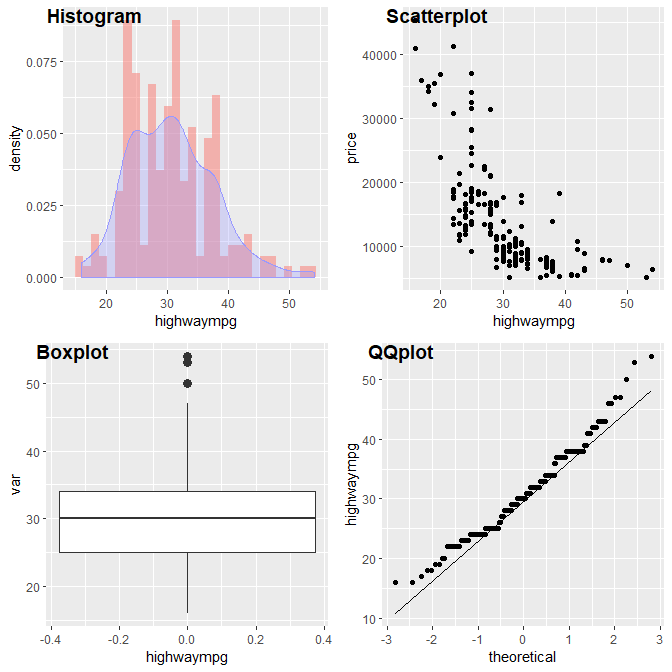 Histogram
0.075
0.050
0.025
0.000
density
20 30 40 50
highwaympg
Scatterplot
40000
30000
20000
10000
price
20 30 40 50
highwaympg
Boxplot
50
40
30
20
var
-0.4 -0.2 0.0 0.2 0.4
highwaympg
QQplot
50
40
30
20
10
highwaympg
-3 -2 -1 0 1 2 3
theoretical